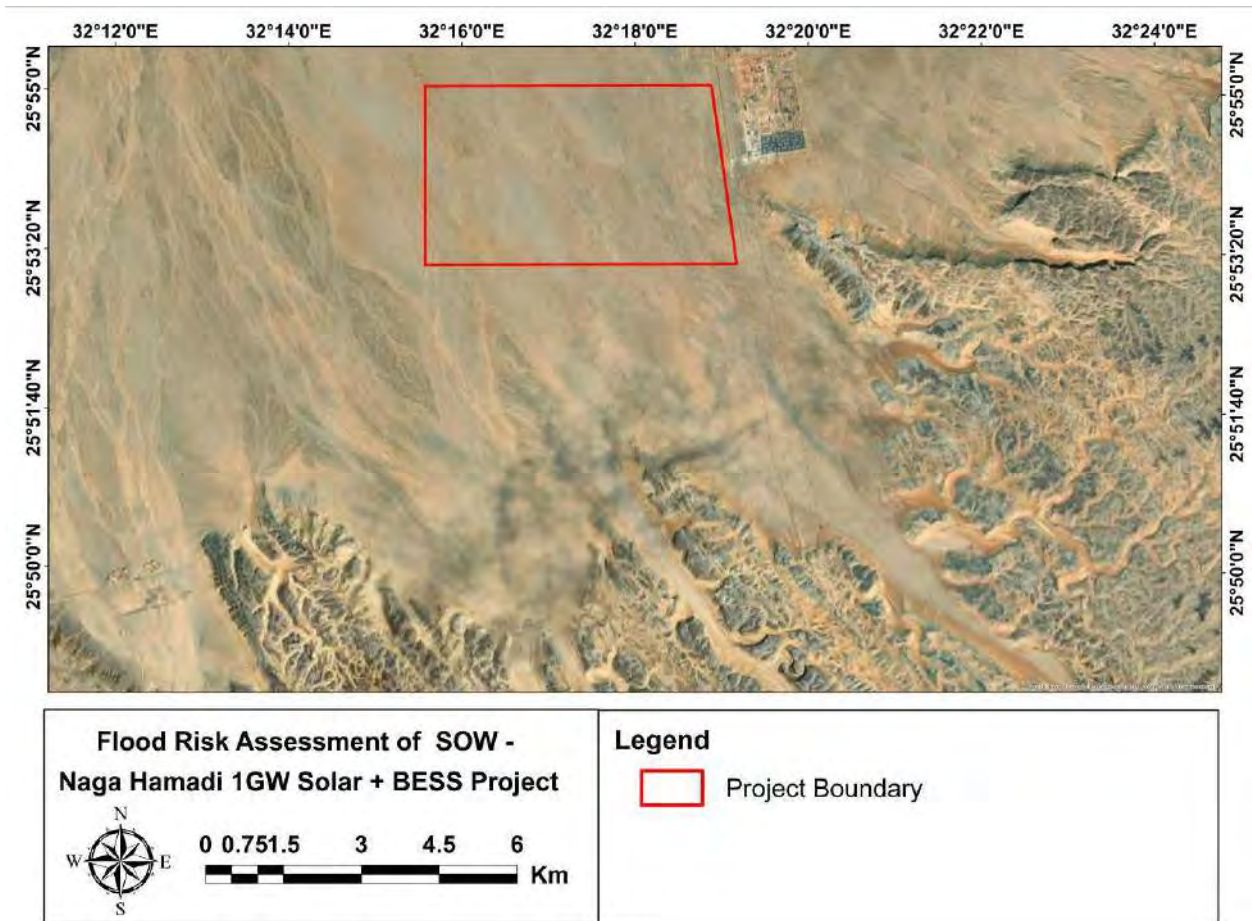 32°12'0"E 32°14'0"E 32°16'0"E 32°18'0"E 32°20'0"E 32°22'0"E 32°24'0"E
25°55'0"N 25°55'0"N
25°53'20"N 25°53'20"N
25°51'40"N 25°51'40"N
25°50'0"N 25°50'0"N
Flood Risk Assessment of SOW -
Naga Hamadi 1GW Solar + BESS Project
N
W E
S
0 0.751.5 3 4.5 6
Km
Legend
Project Boundary